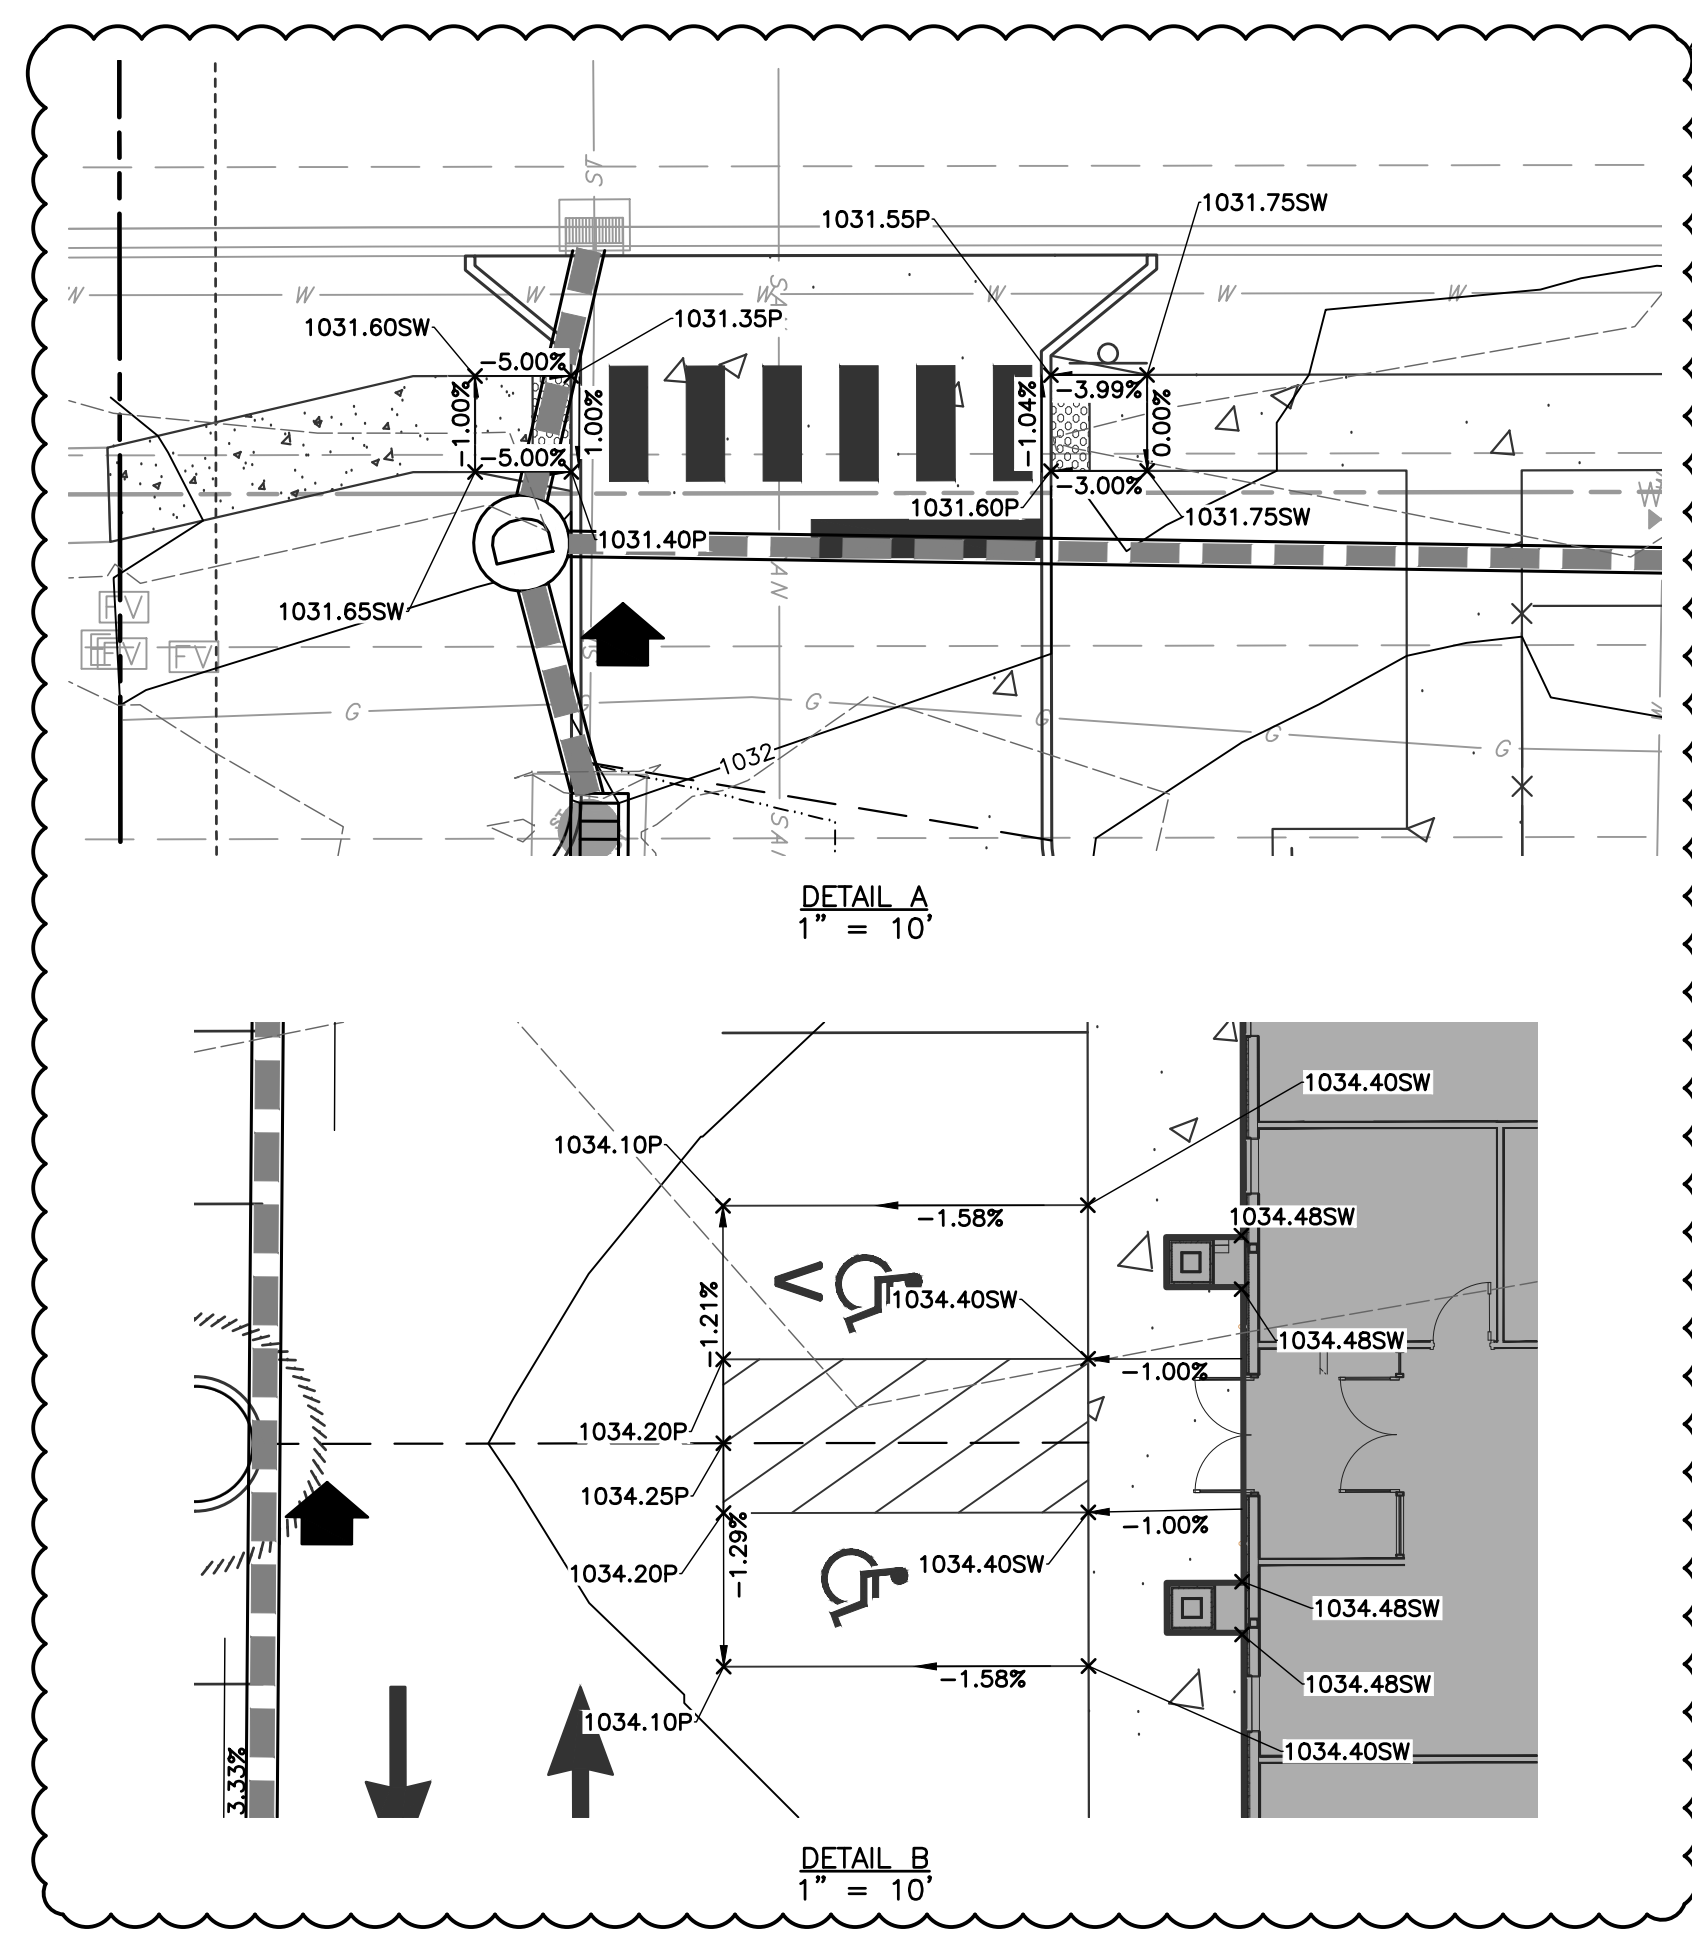 ST
1031.75SW
1031.55P
W W W W W W W
SA
1031.60SW
1031.35P
-5.00%
-3.99%
-1.00%
1.00%
-1.04%
0.00%
-5.00%
-3.00%
1031.60P
1031.75SW
W
1031.40P
AN
1031.65SW
FV
FV
FV
G G G G G G
1032
SA
DETAIL A
1" = 10'
1034.40SW
1034.10P
-1.58%
1034.48SW
-1.21%
V
1034.40SW
1034.48SW
-1.00%
1034.20P
1034.25P
-1.00%
-1.29%
1034.20P
1034.40SW
1034.48SW
-1.58%
1034.48SW
1034.10P
1034.40SW
3.33%
DETAIL B
1" = 10'